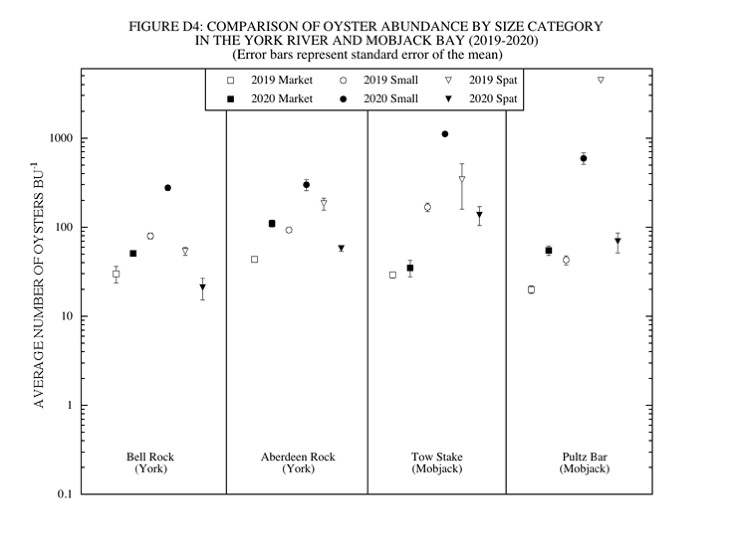 FIGURE D4: COMPARISON OF OYSTER ABUNDANCE BY SIZE CATEGORY
IN THE YORK RIVER AND MOBJACK BAY (2019-2020)
(Error bars represent standard error of the mean)
2019 Market 2019 Small 2019 Spat
2020 Market 2020 Small 2020 Spat
AVERAGE NUMBER OF OYSTERS BU⁻¹
1000
100
10
1
0.1
Bell Rock
(York)
Aberdeen Rock
(York)
Tow Stake
(Mobjack)
Pultz Bar
(Mobjack)